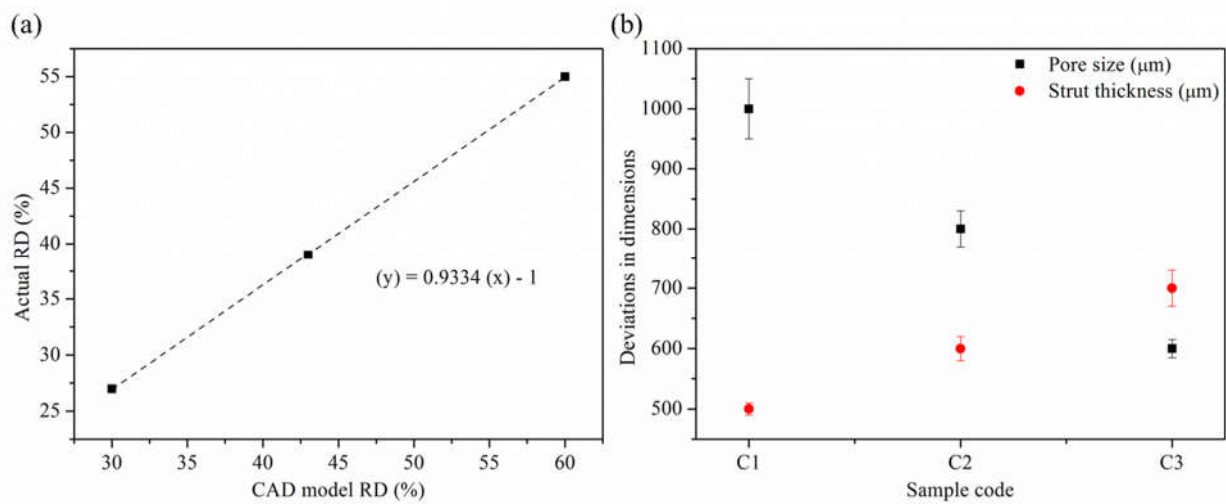 (a)
55
50
45
40
35
30
25
Actual RD (%)
(y) = 0.9334 (x) - 1
30 35 40 45 50 55 60
CAD model RD (%)
(b)
1100
1000
900
800
700
600
500
Deviations in dimensions
Pore size (μm)
Strut thickness (μm)
C1 C2 C3
Sample code